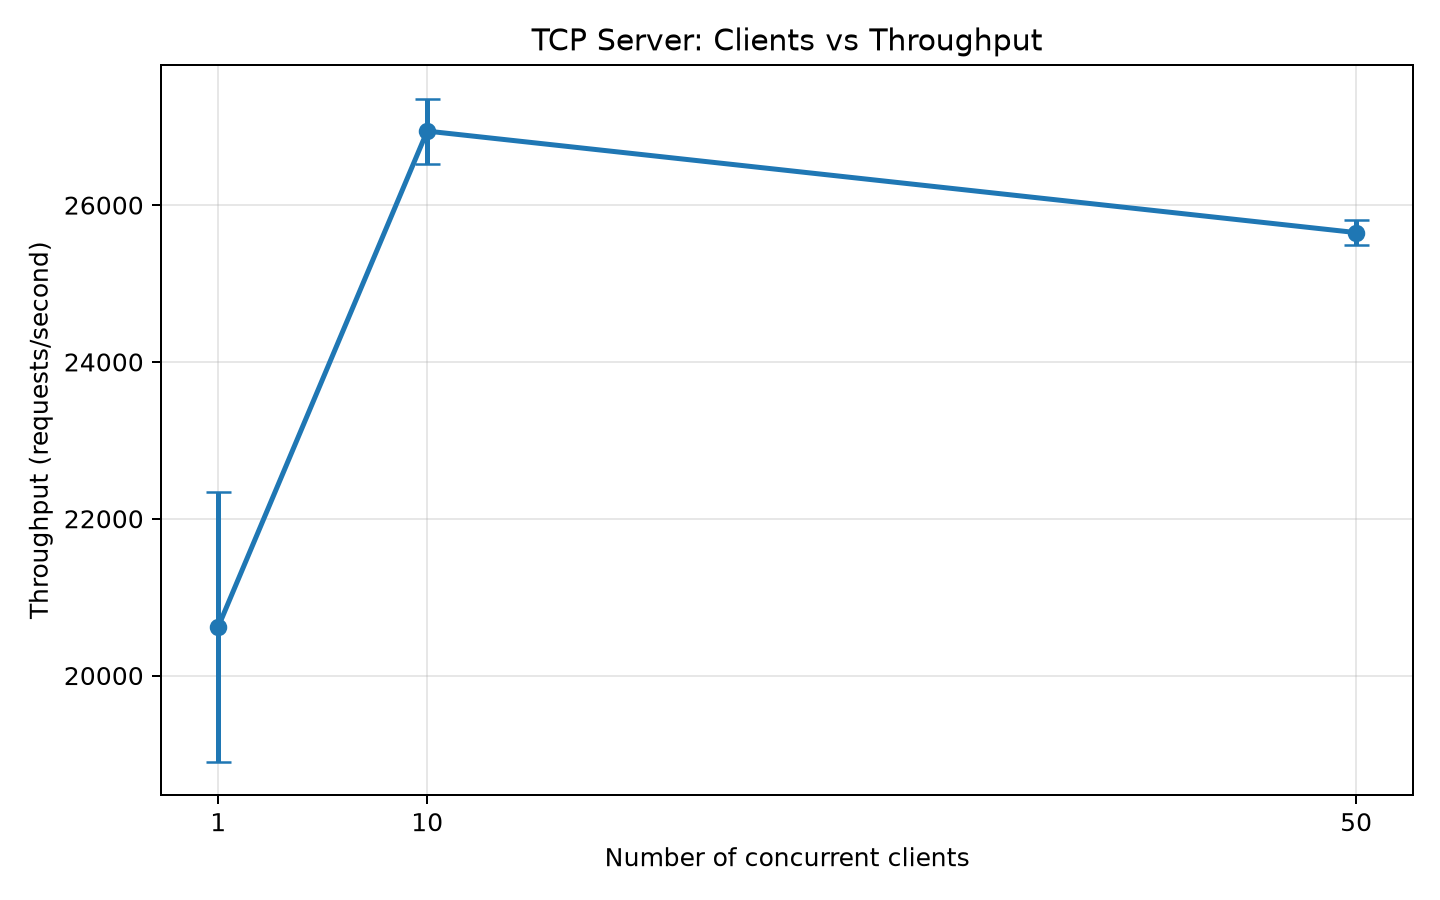 TCP Server: Clients vs Throughput
Throughput (requests/second)
26000
24000
22000
20000
1 10 50
Number of concurrent clients